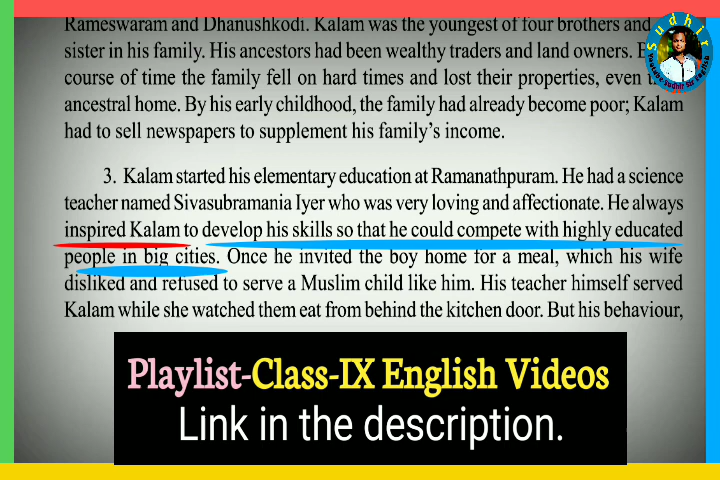 Rameswaram and Dhanushkodi. Kalam was the youngest of four brothers and
sister in his family. His ancestors had been wealthy traders and land owners.
course of time the family fell on hard times and lost their properties, even
ancestral home. By his early childhood, the family had already become poor; Kalam
had to sell newspapers to supplement his family's income.
3. Kalam started his elementary education at Ramanathpuram. He had a science
teacher named Sivasubramania Iyer who was very loving and affectionate. He always
inspired Kalam to develop his skills so that he could compete with highly educated
people in big cities. Once he invited the boy home for a meal, which his wife
disliked and refused to serve a Muslim child like him. His teacher himself served
Kalam while she watched them eat from behind the kitchen door. But his behaviour,
Playlist-Class-IX English Videos
Link in the description.
Sudhir